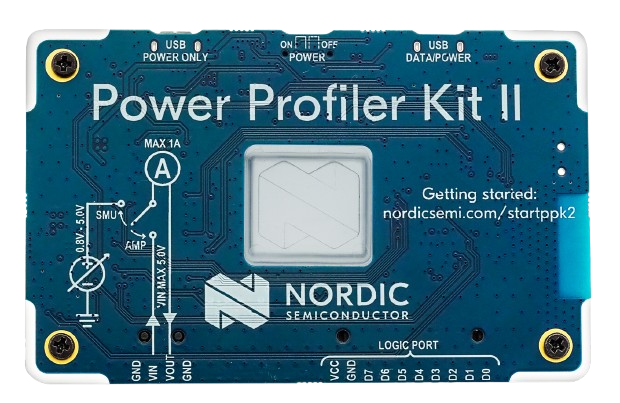 USB
POWER ONLY
ON OFF
POWER
USB
DATA/POWER
Power Profiler Kit II
MAX 1A
A
SMU
0.8V - 5.0V
AMP
VIN MAX 5.0V
Getting started:
nordicsemi.com/startppk2
NORDIC
SEMICONDUCTOR
LOGIC PORT
GND
VIN
VOUT
GND
VCC
GND
D7
D6
D5
D4
D3
D2
D1
D0